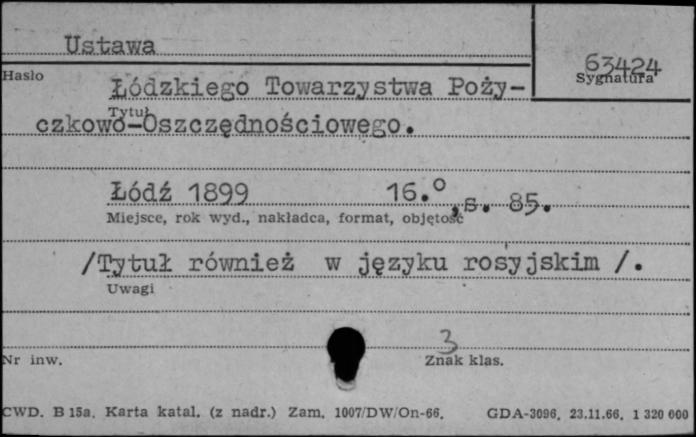 Ustawa
63424
Hasło
Sygnatura
Łódzkiego Towarzystwa Poży-
Tytuł
czkowo-Oszczędnościowego.
Łódź 1899 16.°, s. 85.
Miejsce, rok wyd., nakładca, format, objętość
/Tytuł również w języku rosyjskim /.
Uwagi
3
Nr inw.
Znak klas.
CWD. B 15a. Karta katal. (z nadr.) Zam. 1007/DW/On-66. GDA-3096. 23.11.66. 1 320 000